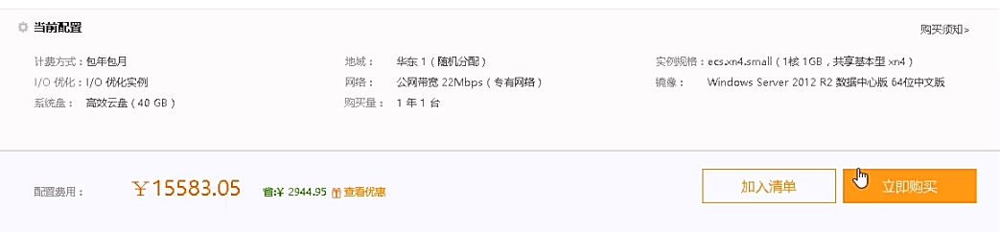 当前配置
购买须知>
计费方式：包年包月 地域： 华东 1（随机分配） 实例规格：ecs.xn4.small（1核 1GB，共享基本型 xn4）
I/O 优化：I/O 优化实例 网络： 公网带宽 22Mbps（专有网络） 镜像： Windows Server 2012 R2 数据中心版 64位中文版
系统盘： 高效云盘（40 GB） 购买量： 1 年 1 台
配置费用： ￥15583.05 省:￥ 2944.95 查看优惠 加入清单 立即购买